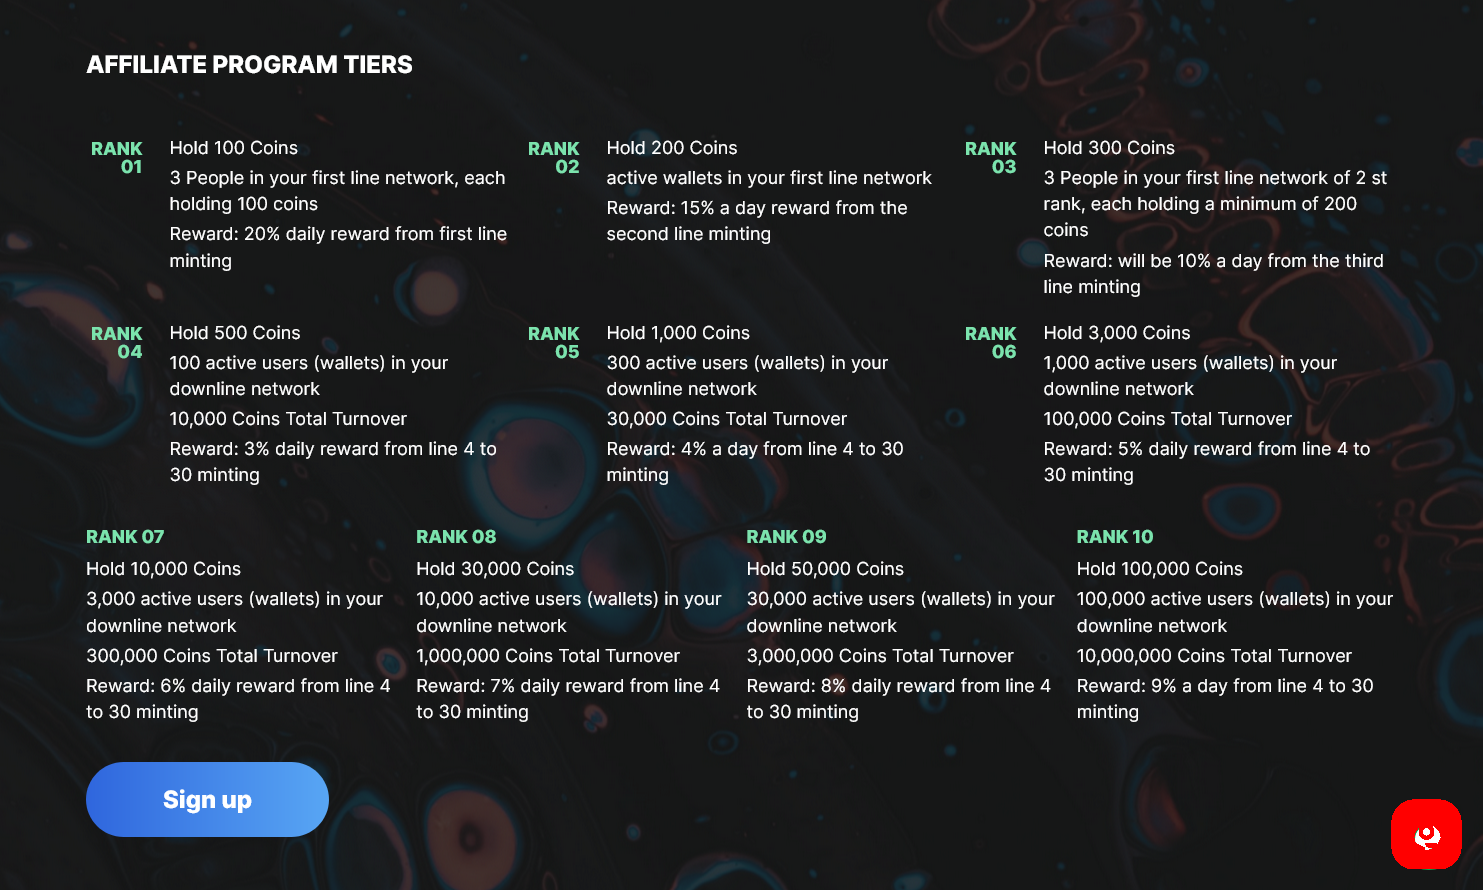 AFFILIATE PROGRAM TIERS
RANK
01
Hold 100 Coins
3 People in your first line network, each
holding 100 coins
Reward: 20% daily reward from first line
minting
RANK
02
Hold 200 Coins
active wallets in your first line network
Reward: 15% a day reward from the
second line minting
RANK
03
Hold 300 Coins
3 People in your first line network of 2 st
rank, each holding a minimum of 200
coins
Reward: will be 10% a day from the third
line minting
RANK
04
Hold 500 Coins
100 active users (wallets) in your
downline network
10,000 Coins Total Turnover
Reward: 3% daily reward from line 4 to
30 minting
RANK
05
Hold 1,000 Coins
300 active users (wallets) in your
downline network
30,000 Coins Total Turnover
Reward: 4% a day from line 4 to 30
minting
RANK
06
Hold 3,000 Coins
1,000 active users (wallets) in your
downline network
100,000 Coins Total Turnover
Reward: 5% daily reward from line 4 to
30 minting
RANK 07
Hold 10,000 Coins
3,000 active users (wallets) in your
downline network
300,000 Coins Total Turnover
Reward: 6% daily reward from line 4
to 30 minting
RANK 08
Hold 30,000 Coins
10,000 active users (wallets) in your
downline network
1,000,000 Coins Total Turnover
Reward: 7% daily reward from line 4
to 30 minting
RANK 09
Hold 50,000 Coins
30,000 active users (wallets) in your
downline network
3,000,000 Coins Total Turnover
Reward: 8% daily reward from line 4
to 30 minting
RANK 10
Hold 100,000 Coins
100,000 active users (wallets) in your
downline network
10,000,000 Coins Total Turnover
Reward: 9% a day from line 4 to 30
minting
Sign up